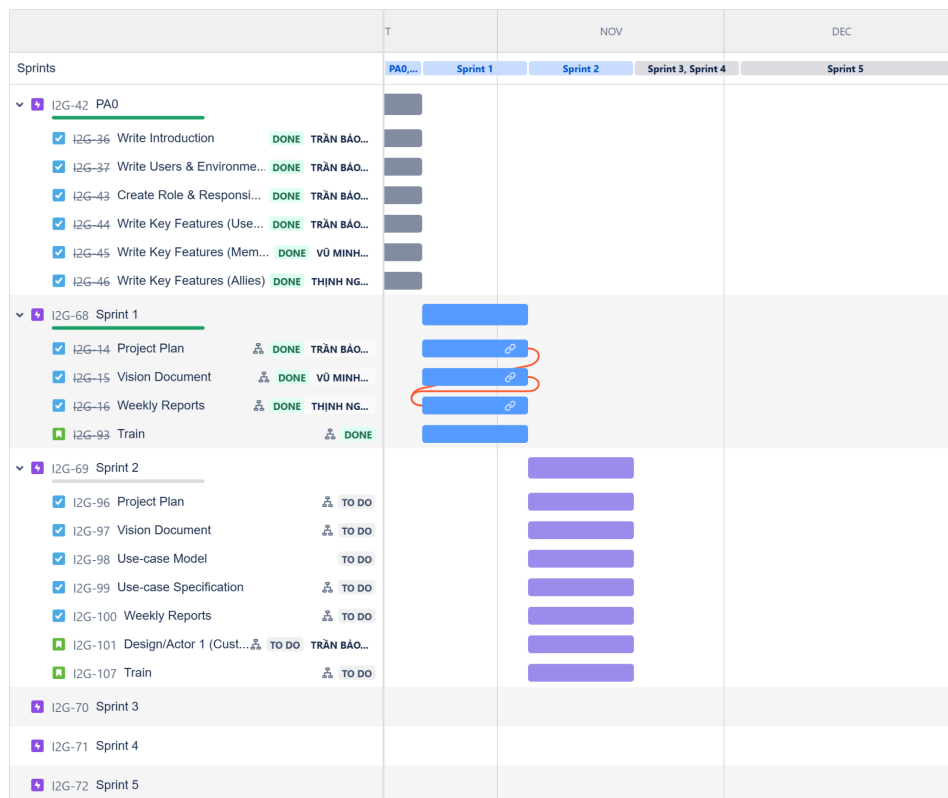 T NOV DEC
Sprints PA0,... Sprint 1 Sprint 2 Sprint 3, Sprint 4 Sprint 5
I2G-42 PA0
I2G-36 Write Introduction DONE TRẦN BẢO...
I2G-37 Write Users & Environme... DONE TRẦN BẢO...
I2G-43 Create Role & Responsi... DONE TRẦN BẢO...
I2G-44 Write Key Features (Use... DONE TRẦN BẢO...
I2G-45 Write Key Features (Mem... DONE VŨ MINH...
I2G-46 Write Key Features (Allies) DONE THỊNH NG...
I2G-68 Sprint 1
I2G-14 Project Plan DONE TRẦN BẢO...
I2G-15 Vision Document DONE VŨ MINH...
I2G-16 Weekly Reports DONE THỊNH NG...
I2G-93 Train DONE
I2G-69 Sprint 2
I2G-96 Project Plan TO DO
I2G-97 Vision Document TO DO
I2G-98 Use-case Model TO DO
I2G-99 Use-case Specification TO DO
I2G-100 Weekly Reports TO DO
I2G-101 Design/Actor 1 (Cust... TO DO TRẦN BẢO...
I2G-107 Train TO DO
I2G-70 Sprint 3
I2G-71 Sprint 4
I2G-72 Sprint 5